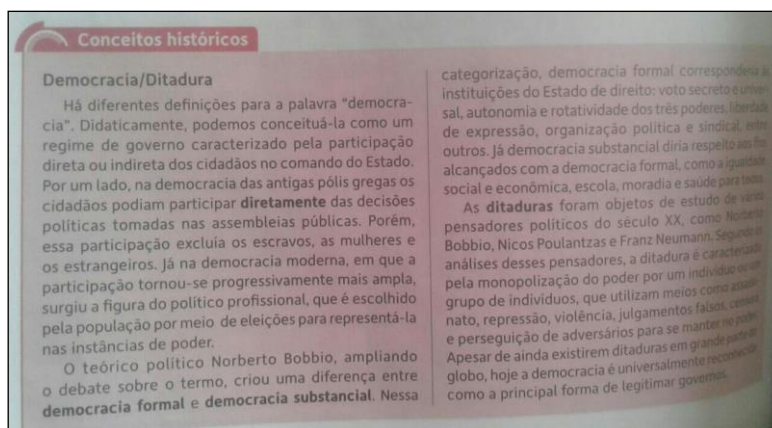 Conceitos históricos
Democracia/Ditadura
Há diferentes definições para a palavra "democra-
cia". Didaticamente, podemos conceituá-la como um
regime de governo caracterizado pela participação
direta ou indireta dos cidadãos no comando do Estado.
Por um lado, na democracia das antigas pólis gregas os
cidadãos podiam participar diretamente das decisões
políticas tomadas nas assembleias públicas. Porém,
essa participação excluía os escravos, as mulheres e
os estrangeiros. Já na democracia moderna, em que a
participação tornou-se progressivamente mais ampla,
surgiu a figura do político profissional, que é escolhido
pela população por meio de eleições para representá-la
nas instâncias de poder.
O teórico político Norberto Bobbio, ampliando
o debate sobre o termo, criou uma diferença entre
democracia formal e democracia substancial. Nessa
categorização, democracia formal corresponderia às
instituições do Estado de direito: voto secreto e univer-
sal, autonomia e rotatividade dos três poderes, liberdade
de expressão, organização política e sindical, entre
outros. Já democracia substancial diria respeito aos fins
alcançados com a democracia formal, como a igualdade
social e econômica, escola, moradia e saúde para todos.
As ditaduras foram objetos de estudo de vários
pensadores políticos do século XX, como Norberto
Bobbio, Nicos Poulantzas e Franz Neumann. Segundo as
análises desses pensadores, a ditadura é caracterizada
pela monopolização do poder por um indivíduo ou um
grupo de indivíduos, que utilizam meios como assassi-
nato, repressão, violência, julgamentos falsos, censura
e perseguição de adversários para se manter no poder.
Apesar de ainda existirem ditaduras em grande parte do
globo, hoje a democracia é universalmente reconhecida
como a principal forma de legitimar governos.